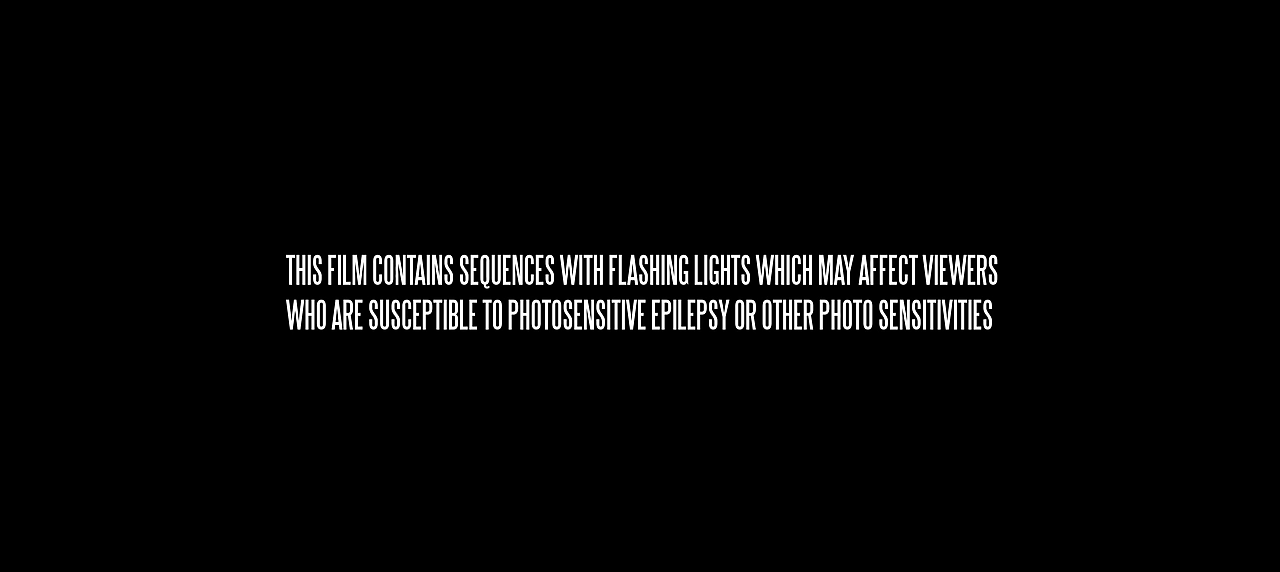 THIS FILM CONTAINS SEQUENCES WITH FLASHING LIGHTS WHICH MAY AFFECT VIEWERS
WHO ARE SUSCEPTIBLE TO PHOTOSENSITIVE EPILEPSY OR OTHER PHOTO SENSITIVITIES